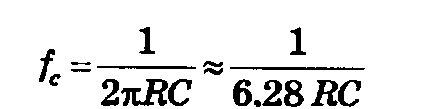 f_c = 1/(2πRC) ≈ 1/(6,28 RC)